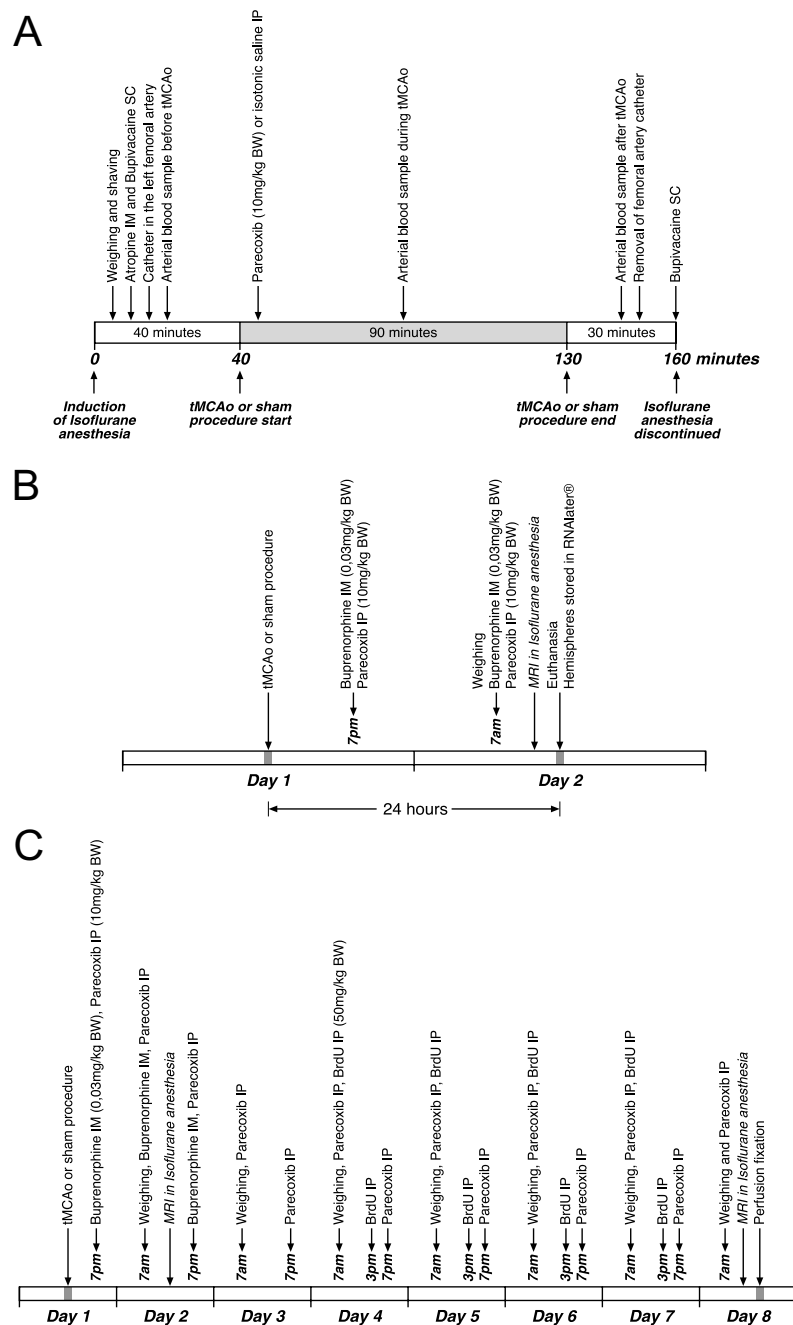 A
Weighing and shaving
Atropine IM and Bupivacaine SC
Catheter in the left femoral artery
Arterial blood sample before tMCAo
Parecoxib (10mg/kg BW) or isotonic saline IP
Arterial blood sample during tMCAo
Arterial blood sample after tMCAo
Removal of femoral artery catheter
Bupivacaine SC
40 minutes
90 minutes
30 minutes
0
40
130
160 minutes
Induction
of Isoflurane
anesthesia
tMCAo or sham
procedure start
tMCAo or sham
procedure end
Isoflurane
anesthesia
discontinued
B
tMCAo or sham procedure
Buprenorphine IM (0,03mg/kg BW)
Parecoxib IP (10mg/kg BW)
7pm
Weighing
Buprenorphine IM (0,03mg/kg BW)
Parecoxib IP (10mg/kg BW)
7am
MRI in Isoflurane anesthesia
Euthanasia
Hemispheres stored in RNAlater®
Day 1
Day 2
24 hours
C
tMCAo or sham procedure
7pm Buprenorphine IM (0,03mg/kg BW), Parecoxib IP (10mg/kg BW)
7am Weighing, Buprenorphine IM, Parecoxib IP
MRI in Isoflurane anesthesia
7pm Buprenorphine IM, Parecoxib IP
7am Weighing, Parecoxib IP
7pm Parecoxib IP
7am Weighing, Parecoxib IP, BrdU IP (50mg/kg BW)
3pm BrdU IP
7pm Parecoxib IP
7am Weighing, Parecoxib IP, BrdU IP
3pm BrdU IP
7pm Parecoxib IP
7am Weighing, Parecoxib IP, BrdU IP
3pm BrdU IP
7pm Parecoxib IP
7am Weighing, Parecoxib IP, BrdU IP
3pm BrdU IP
7pm Parecoxib IP
7am Weighing and Parecoxib IP
MRI in Isoflurane anesthesia
Perfusion fixation
Day 1
Day 2
Day 3
Day 4
Day 5
Day 6
Day 7
Day 8